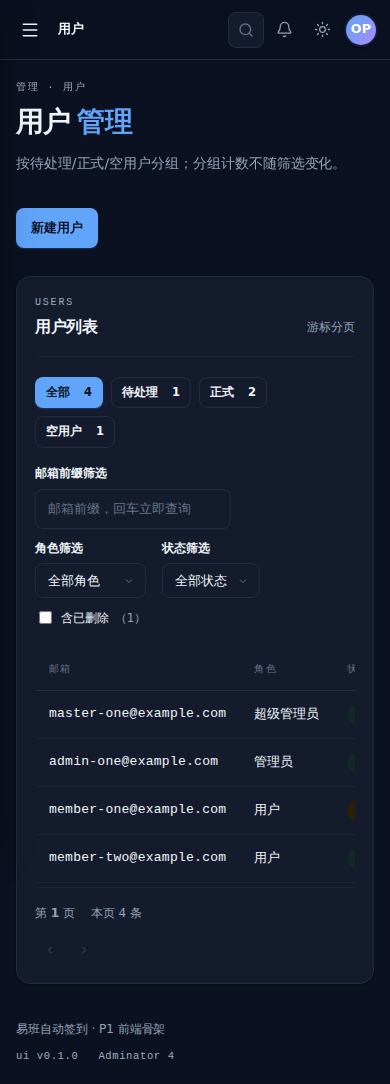 用户
OP
管理 · 用户
用户 管理
按待处理/正式/空用户分组；分组计数不随筛选变化。
新建用户
USERS
用户列表
游标分页
全部 4
待处理 1
正式 2
空用户 1
邮箱前缀筛选
邮箱前缀，回车立即查询
角色筛选
状态筛选
全部角色
全部状态
含已删除 （1）
邮箱 角色
master-one@example.com 超级管理员
admin-one@example.com 管理员
member-one@example.com 用户
member-two@example.com 用户
第 1 页 本页 4 条
易班自动签到 · P1 前端骨架
ui v0.1.0 Adminator 4